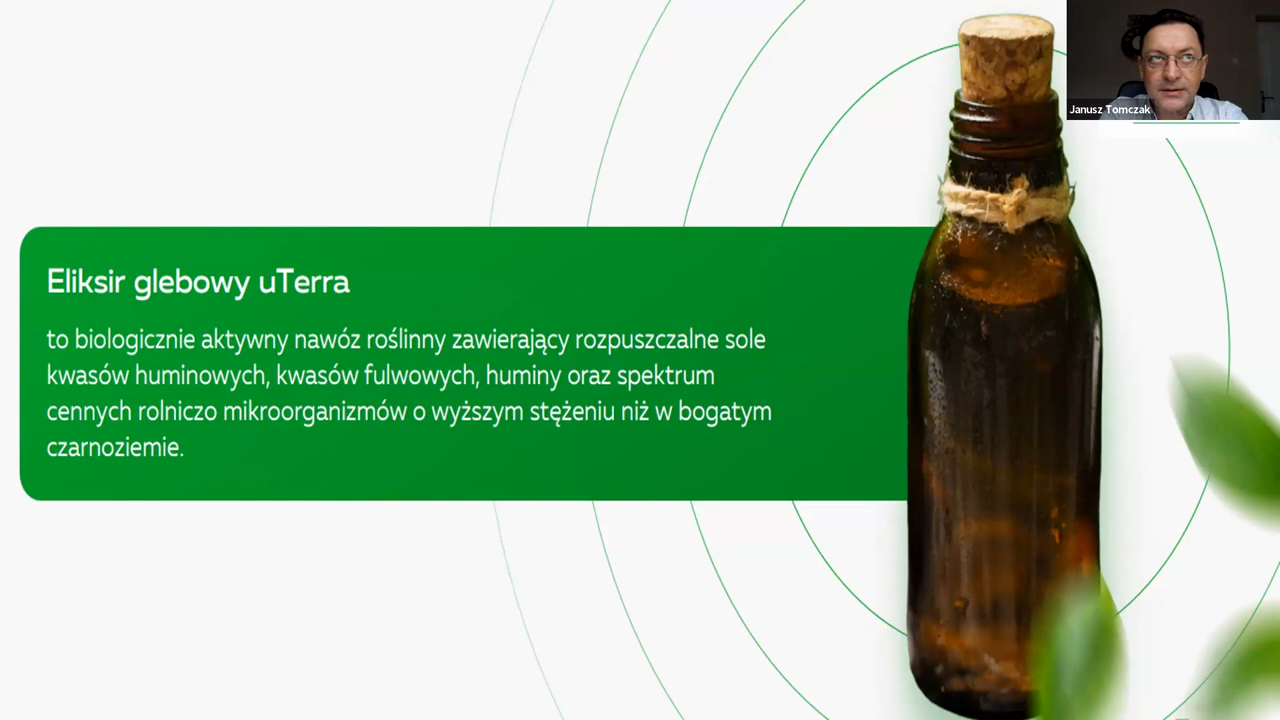 Janusz Tomczak
Eliksir glebowy uTerra
to biologicznie aktywny nawóz roślinny zawierający rozpuszczalne sole
kwasów huminowych, kwasów fulwowych, huminy oraz spektrum
cennych rolniczo mikroorganizmów o wyższym stężeniu niż w bogatym
czarnoziemie.